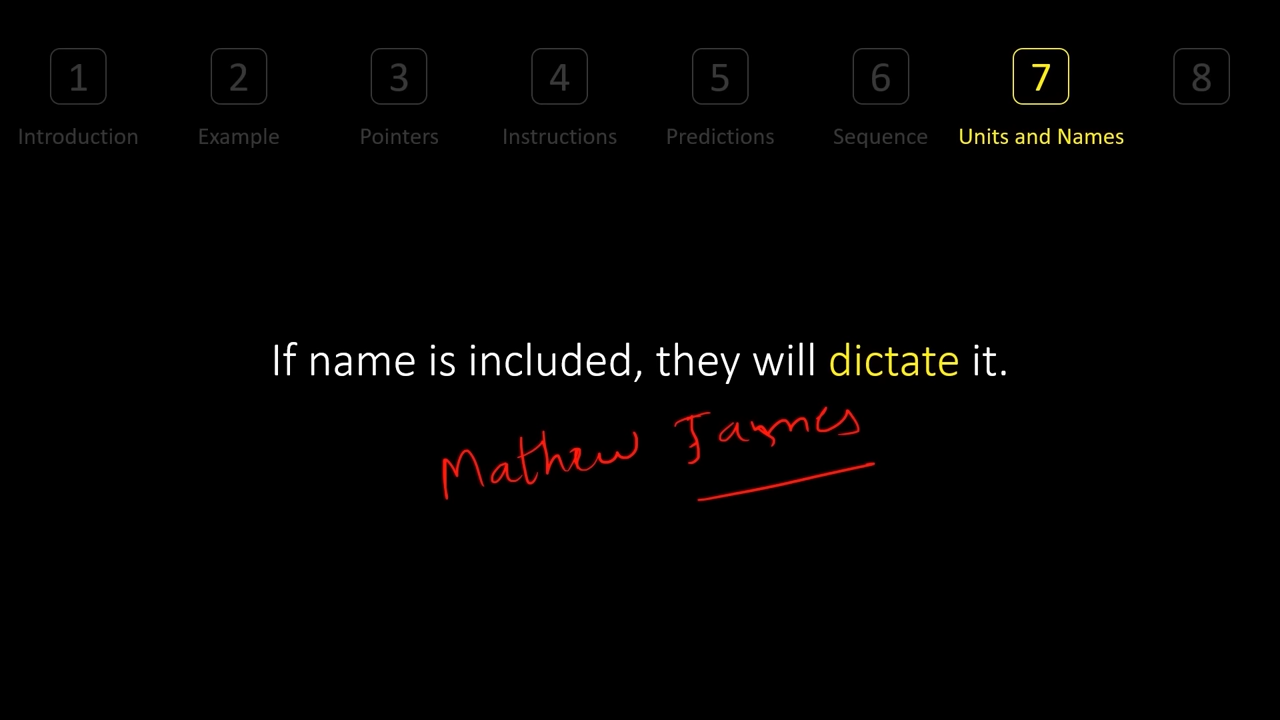 1 2 3 4 5 6 7 8
Introduction Example Pointers Instructions Predictions Sequence Units and Names
If name is included, they will dictate it.
Mathew James